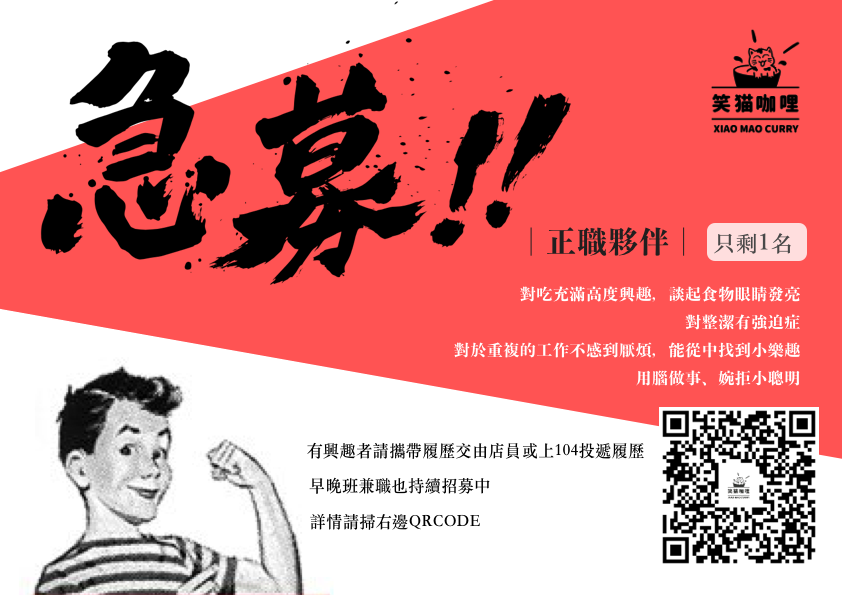 急募!!
笑猫咖哩
XIAO MAO CURRY
｜正職夥伴｜ 只剩1名
對吃充滿高度興趣，談起食物眼睛發亮
對整潔有強迫症
對於重複的工作不感到厭煩，能從中找到小樂趣
用腦做事、婉拒小聰明
有興趣者請攜帶履歷交由店員或上104投遞履歷
早晚班兼職也持續招募中
詳情請掃右邊QRCODE
笑猫咖哩